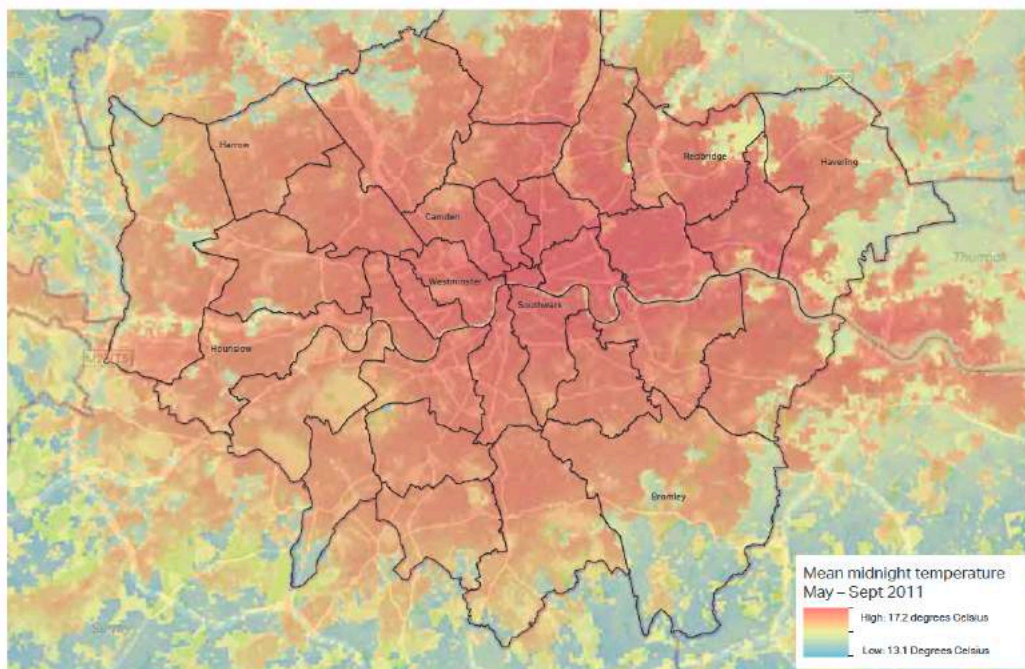 Harrow
Redbridge
Havering
Camden
Thurrock
Westminster
Southwark
Hounslow
Bromley
Mean midnight temperature
May – Sept 2011
High: 17.2 degrees Celsius
Low: 13.1 Degrees Celsius